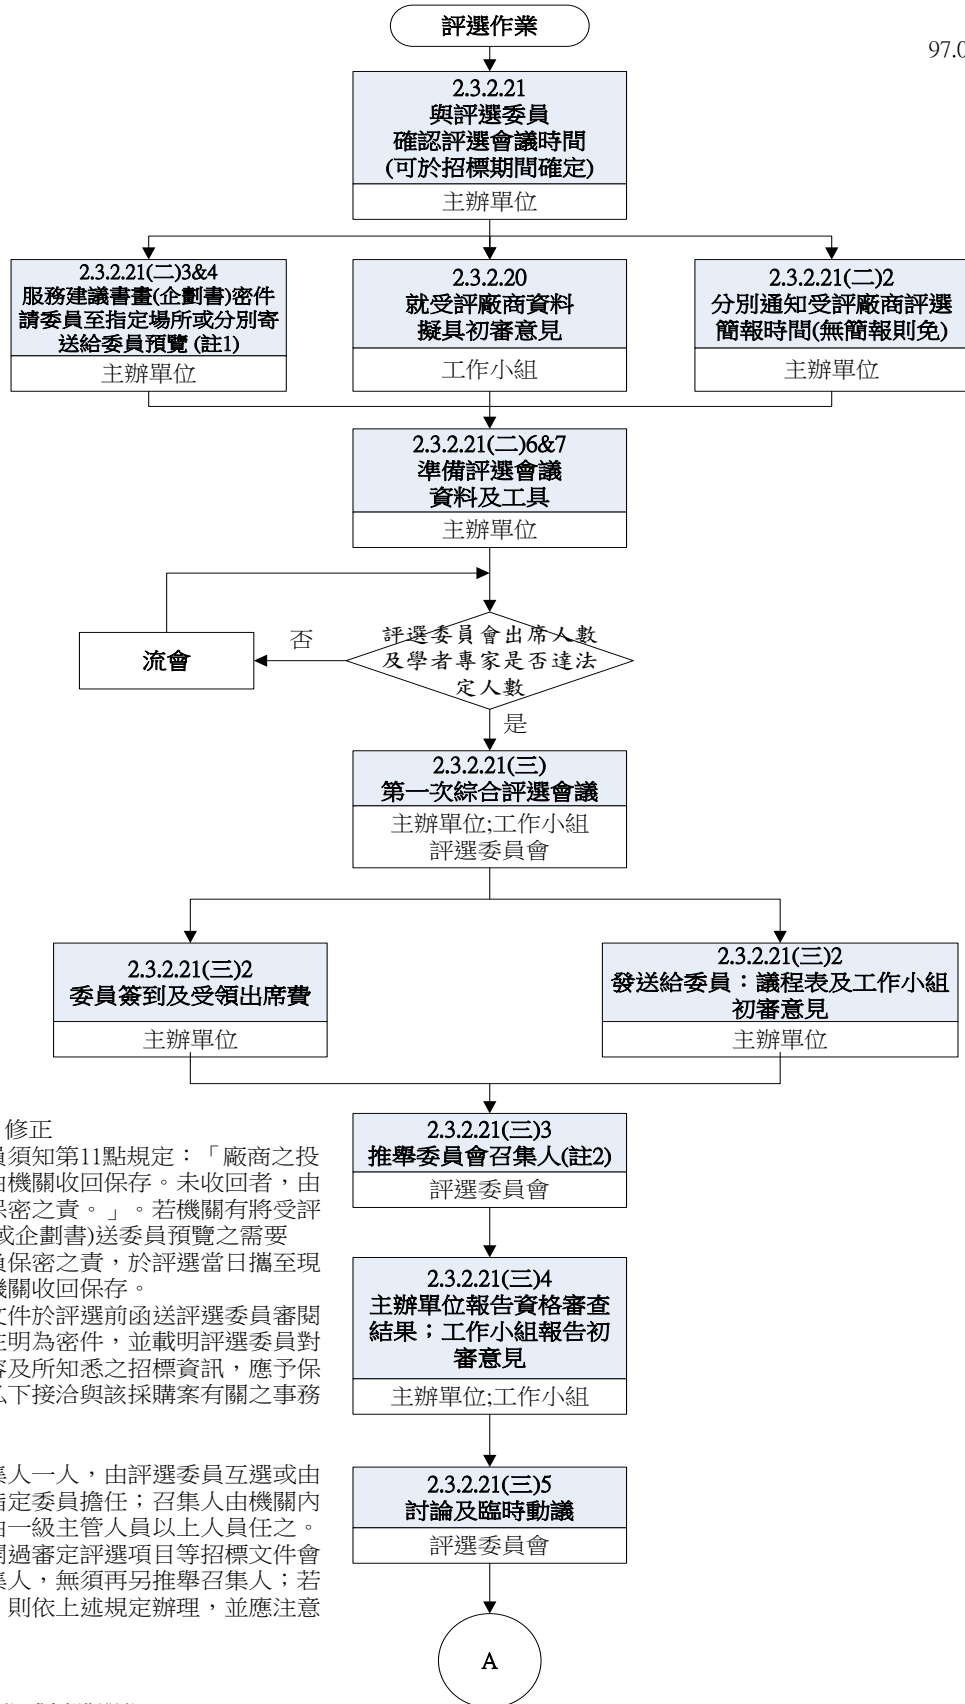 評選作業
97.0
2.3.2.21
與評選委員
確認評選會議時間
(可於招標期間確定)
主辦單位
2.3.2.21(二)3&4
服務建議書畫(企劃書)密件
請委員至指定場所或分別寄
送給委員預覽 (註1)
主辦單位
2.3.2.20
就受評廠商資料
擬具初審意見
工作小組
2.3.2.21(二)2
分別通知受評廠商評選
簡報時間(無簡報則免)
主辦單位
2.3.2.21(二)6&7
準備評選會議
資料及工具
主辦單位
流會
否
評選委員會出席人數
及學者專家是否達法
定人數
是
2.3.2.21(三)
第一次綜合評選會議
主辦單位;工作小組
評選委員會
2.3.2.21(三)2
委員簽到及受領出席費
主辦單位
2.3.2.21(三)2
發送給委員：議程表及工作小組
初審意見
主辦單位
2.3.2.21(三)3
推舉委員會召集人(註2)
評選委員會
2.3.2.21(三)4
主辦單位報告資格審查
結果；工作小組報告初
審意見
主辦單位;工作小組
2.3.2.21(三)5
討論及臨時動議
評選委員會
A
修正
員須知第11點規定：「廠商之投
由機關收回保存。未收回者，由
保密之責。」。若機關有將受評
或企劃書)送委員預覽之需要
負保密之責，於評選當日攜至現
機關收回保存。
文件於評選前函送評選委員審閱
註明為密件，並載明評選委員對
容及所知悉之招標資訊，應予保
私下接洽與該採購案有關之事務
集人一人，由評選委員互選或由
指定委員擔任；召集人由機關內
由一級主管人員以上人員任之。
開過審定評選項目等招標文件會
集人，無須再另推舉召集人；若
則依上述規定辦理，並應注意